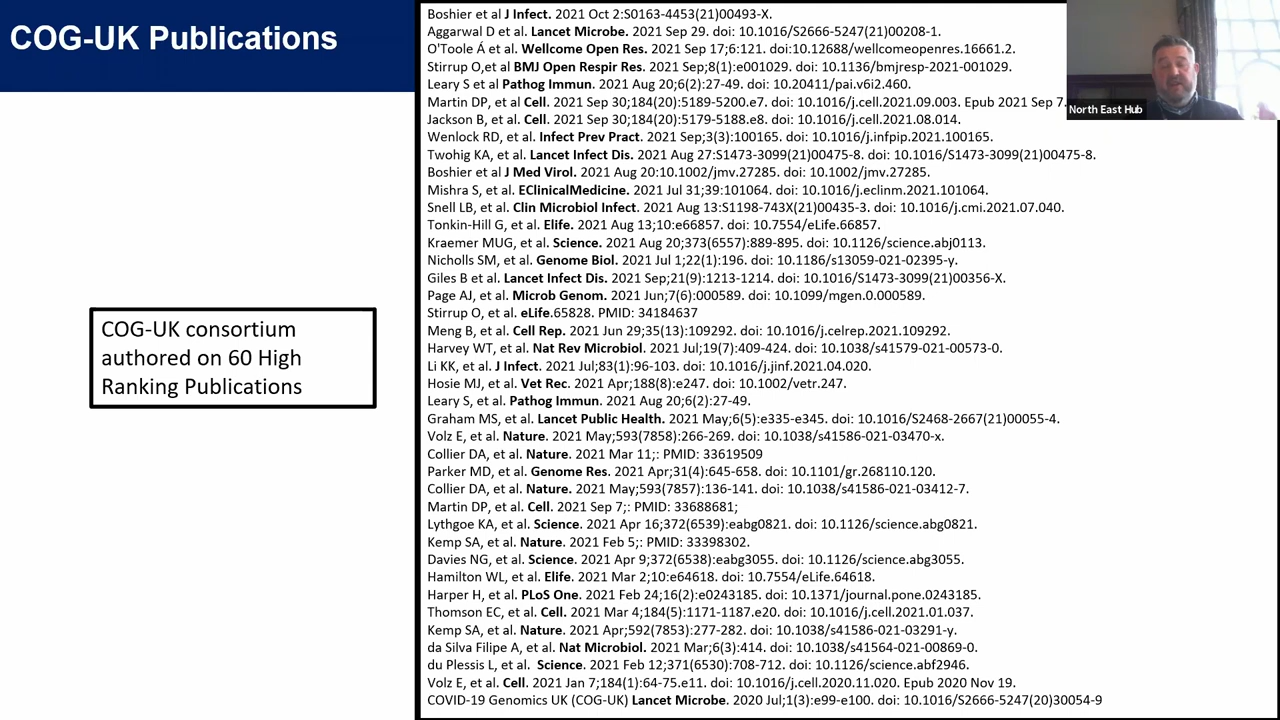 COG-UK Publications
COG-UK consortium
authored on 60 High
Ranking Publications
Boshier et al J Infect. 2021 Oct 2:S0163-4453(21)00493-X.
Aggarwal D et al. Lancet Microbe. 2021 Sep 29. doi: 10.1016/S2666-5247(21)00208-1.
O'Toole Á et al. Wellcome Open Res. 2021 Sep 17;6:121. doi:10.12688/wellcomeopenres.16661.2.
Stirrup O,et al BMJ Open Respir Res. 2021 Sep;8(1):e001029. doi: 10.1136/bmjresp-2021-001029.
Leary S et al Pathog Immun. 2021 Aug 20;6(2):27-49. doi: 10.20411/pai.v6i2.460.
Martin DP, et al Cell. 2021 Sep 30;184(20):5189-5200.e7. doi: 10.1016/j.cell.2021.09.003. Epub 2021 Sep 7.
Jackson B, et al. Cell. 2021 Sep 30;184(20):5179-5188.e8. doi: 10.1016/j.cell.2021.08.014.
Wenlock RD, et al. Infect Prev Pract. 2021 Sep;3(3):100165. doi: 10.1016/j.infpip.2021.100165.
Twohig KA, et al. Lancet Infect Dis. 2021 Aug 27:S1473-3099(21)00475-8. doi: 10.1016/S1473-3099(21)00475-8.
Boshier et al J Med Virol. 2021 Aug 20:10.1002/jmv.27285. doi: 10.1002/jmv.27285.
Mishra S, et al. EClinicalMedicine. 2021 Jul 31;39:101064. doi: 10.1016/j.eclinm.2021.101064.
Snell LB, et al. Clin Microbiol Infect. 2021 Aug 13:S1198-743X(21)00435-3. doi: 10.1016/j.cmi.2021.07.040.
Tonkin-Hill G, et al. Elife. 2021 Aug 13;10:e66857. doi: 10.7554/eLife.66857.
Kraemer MUG, et al. Science. 2021 Aug 20;373(6557):889-895. doi: 10.1126/science.abj0113.
Nicholls SM, et al. Genome Biol. 2021 Jul 1;22(1):196. doi: 10.1186/s13059-021-02395-y.
Giles B et al. Lancet Infect Dis. 2021 Sep;21(9):1213-1214. doi: 10.1016/S1473-3099(21)00356-X.
Page AJ, et al. Microb Genom. 2021 Jun;7(6):000589. doi: 10.1099/mgen.0.000589.
Stirrup O, et al. eLife.65828. PMID: 34184637
Meng B, et al. Cell Rep. 2021 Jun 29;35(13):109292. doi: 10.1016/j.celrep.2021.109292.
Harvey WT, et al. Nat Rev Microbiol. 2021 Jul;19(7):409-424. doi: 10.1038/s41579-021-00573-0.
Li KK, et al. J Infect. 2021 Jul;83(1):96-103. doi: 10.1016/j.jinf.2021.04.020.
Hosie MJ, et al. Vet Rec. 2021 Apr;188(8):e247. doi: 10.1002/vetr.247.
Leary S, et al. Pathog Immun. 2021 Aug 20;6(2):27-49.
Graham MS, et al. Lancet Public Health. 2021 May;6(5):e335-e345. doi: 10.1016/S2468-2667(21)00055-4.
Volz E, et al. Nature. 2021 May;593(7858):266-269. doi: 10.1038/s41586-021-03470-x.
Collier DA, et al. Nature. 2021 Mar 11;: PMID: 33619509
Parker MD, et al. Genome Res. 2021 Apr;31(4):645-658. doi: 10.1101/gr.268110.120.
Collier DA, et al. Nature. 2021 May;593(7857):136-141. doi: 10.1038/s41586-021-03412-7.
Martin DP, et al. Cell. 2021 Sep 7;: PMID: 33688681;
Lythgoe KA, et al. Science. 2021 Apr 16;372(6539):eabg0821. doi: 10.1126/science.abg0821.
Kemp SA, et al. Nature. 2021 Feb 5;: PMID: 33398302.
Davies NG, et al. Science. 2021 Apr 9;372(6538):eabg3055. doi: 10.1126/science.abg3055.
Hamilton WL, et al. Elife. 2021 Mar 2;10:e64618. doi: 10.7554/eLife.64618.
Harper H, et al. PLoS One. 2021 Feb 24;16(2):e0243185. doi: 10.1371/journal.pone.0243185.
Thomson EC, et al. Cell. 2021 Mar 4;184(5):1171-1187.e20. doi: 10.1016/j.cell.2021.01.037.
Kemp SA, et al. Nature. 2021 Apr;592(7853):277-282. doi: 10.1038/s41586-021-03291-y.
da Silva Filipe A, et al. Nat Microbiol. 2021 Mar;6(3):414. doi: 10.1038/s41564-021-00869-0.
du Plessis L, et al. Science. 2021 Feb 12;371(6530):708-712. doi: 10.1126/science.abf2946.
Volz E, et al. Cell. 2021 Jan 7;184(1):64-75.e11. doi: 10.1016/j.cell.2020.11.020. Epub 2020 Nov 19.
COVID-19 Genomics UK (COG-UK) Lancet Microbe. 2020 Jul;1(3):e99-e100. doi: 10.1016/S2666-5247(20)30054-9
North East Hub